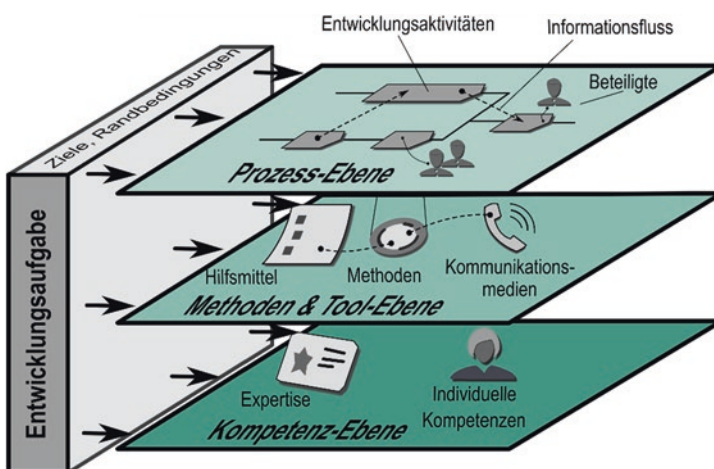 Entwicklungsaktivitäten
Informationsfluss
Beteiligte
Ziele, Randbedingungen
Prozess-Ebene
Entwicklungsaufgabe
Hilfsmittel
Methoden
Kommunikations-
medien
Methoden & Tool-Ebene
Expertise
Individuelle
Kompetenzen
Kompetenz-Ebene